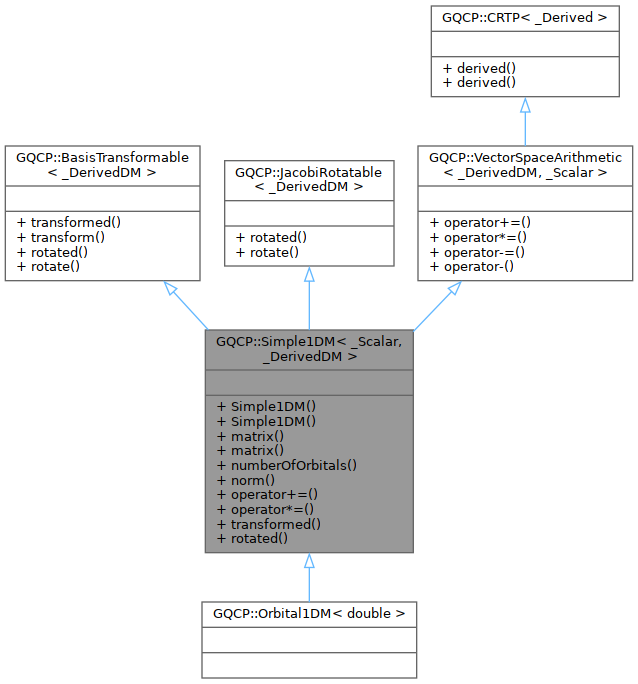 GQCP::CRTP< _Derived >
+ derived()
+ derived()
GQCP::BasisTransformable
< _DerivedDM >
+ transformed()
+ transform()
+ rotated()
+ rotate()
GQCP::JacobiRotatable
< _DerivedDM >
+ rotated()
+ rotate()
GQCP::VectorSpaceArithmetic
< _DerivedDM, _Scalar >
+ operator+=()
+ operator*=()
+ operator-=()
+ operator-()
GQCP::Simple1DM< _Scalar,
_DerivedDM >
+ Simple1DM()
+ Simple1DM()
+ matrix()
+ matrix()
+ numberOfOrbitals()
+ norm()
+ operator+=()
+ operator*=()
+ transformed()
+ rotated()
GQCP::Orbital1DM< double >